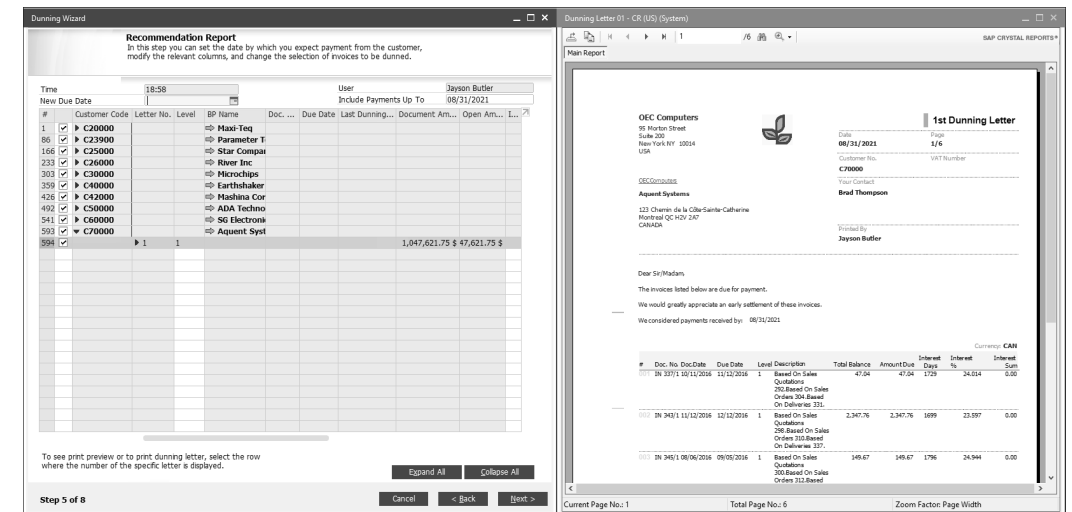 Dunning Wizard
Recommendation Report
In this step you can set the date by which you expect payment from the customer,
modify the relevant columns, and change the selection of invoices to be dunned.
Time 18:58 User Jayson Butler
New Due Date Include Payments Up To 08/31/2021
# Customer Code Letter No. Level BP Name Doc. ... Due Date Last Dunning... Document Am... Open Am... I...
1 C20000 Maxi-Teq
86 C23900 Parameter T
166 C25000 Star Compar
233 C26000 River Inc
303 C30000 Microchips
359 C40000 Earthshaker
426 C42000 Mashina Cor
492 C50000 ADA Techno
541 C60000 SG Electronic
593 C70000 Aquent Syst
594 1 1 1,047,621.75 $ 47,621.75 $
To see print preview or to print dunning letter, select the row
where the number of the specific letter is displayed.
Expand All Collapse All
Step 5 of 8 Cancel < Back Next >
Dunning Letter 01 - CR (US) (System)
1 /6 SAP CRYSTAL REPORTS®
Main Report
OEC Computers
95 Morton Street
Suite 200
New York NY 10014
USA
1st Dunning Letter
Date Page
08/31/2021 1/6
Customer No. VAT Number
C70000
OECComputers
Aquent Systems
123 Chemin de la Côte-Sainte-Catherine
Montreal QC H2V 2A7
CANADA
Your Contact
Brad Thompson
Printed By
Jayson Butler
Dear Sir/Madam,
The invoices listed below are due for payment.
We would greatly appreciate an early settlement of these invoices.
We considered payments received by: 08/31/2021
Currency: CAN
# Doc. No. Doc.Date Due Date Level Description Total Balance Amount Due Interest Days Interest % Interest Sum
001 IN 337/1 10/11/2016 11/12/2016 1 Based On Sales 47.04 47.04 1729 24.014 0.00
Quotations
292.Based On Sales
Orders 304.Based
On Deliveries 331.
002 IN 343/1 11/12/2016 12/12/2016 1 Based On Sales 2,347.76 2,347.76 1699 23.597 0.00
Quotations
298.Based On Sales
Orders 310.Based
On Deliveries 337.
003 IN 345/1 08/06/2016 09/05/2016 1 Based On Sales 149.67 149.67 1796 24.944 0.00
Quotations
300.Based On Sales
Orders 312.Based
Current Page No.: 1 Total Page No.: 6 Zoom Factor: Page Width